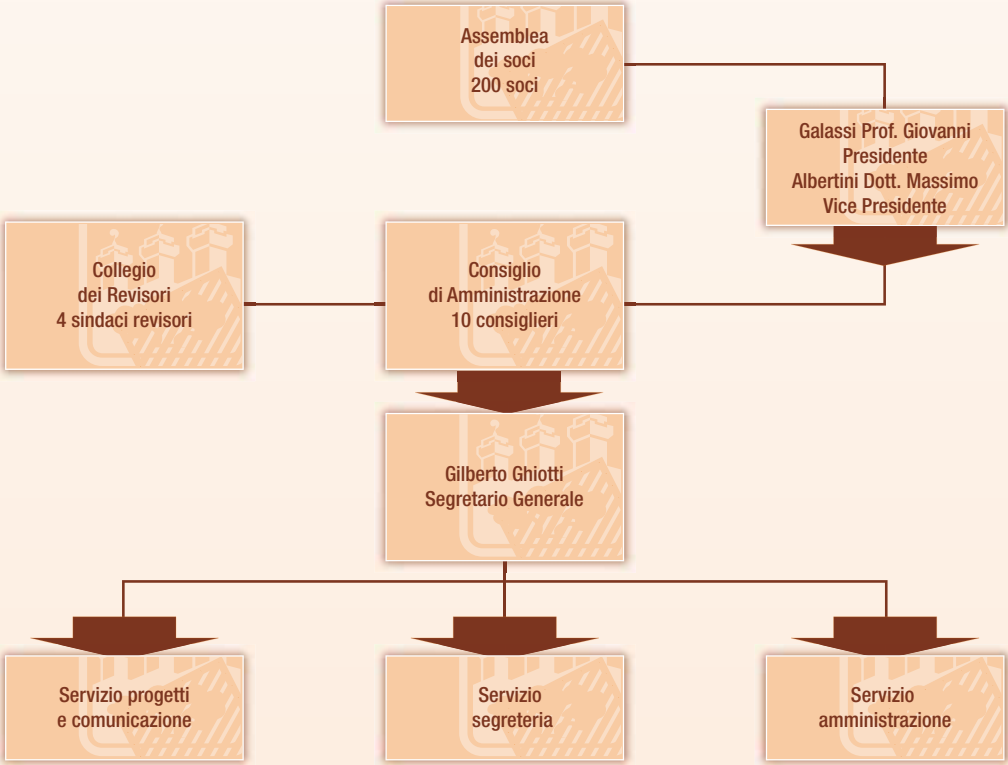 Assemblea
dei soci
200 soci
Galassi Prof. Giovanni
Presidente
Albertini Dott. Massimo
Vice Presidente
Collegio
dei Revisori
4 sindaci revisori
Consiglio
di Amministrazione
10 consiglieri
Gilberto Ghiotti
Segretario Generale
Servizio progetti
e comunicazione
Servizio
segreteria
Servizio
amministrazione